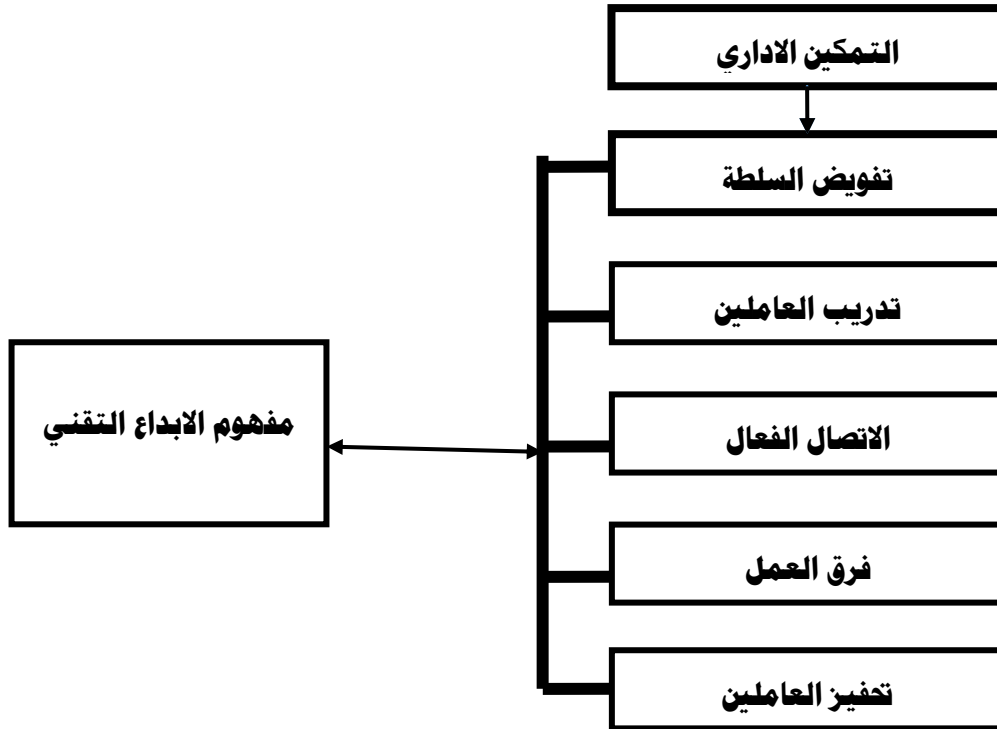 التمكين الاداري
تفويض السلطة
تدريب العاملين
الاتصال الفعال
فرق العمل
تحفيز العاملين
مفهوم الابداع التقني